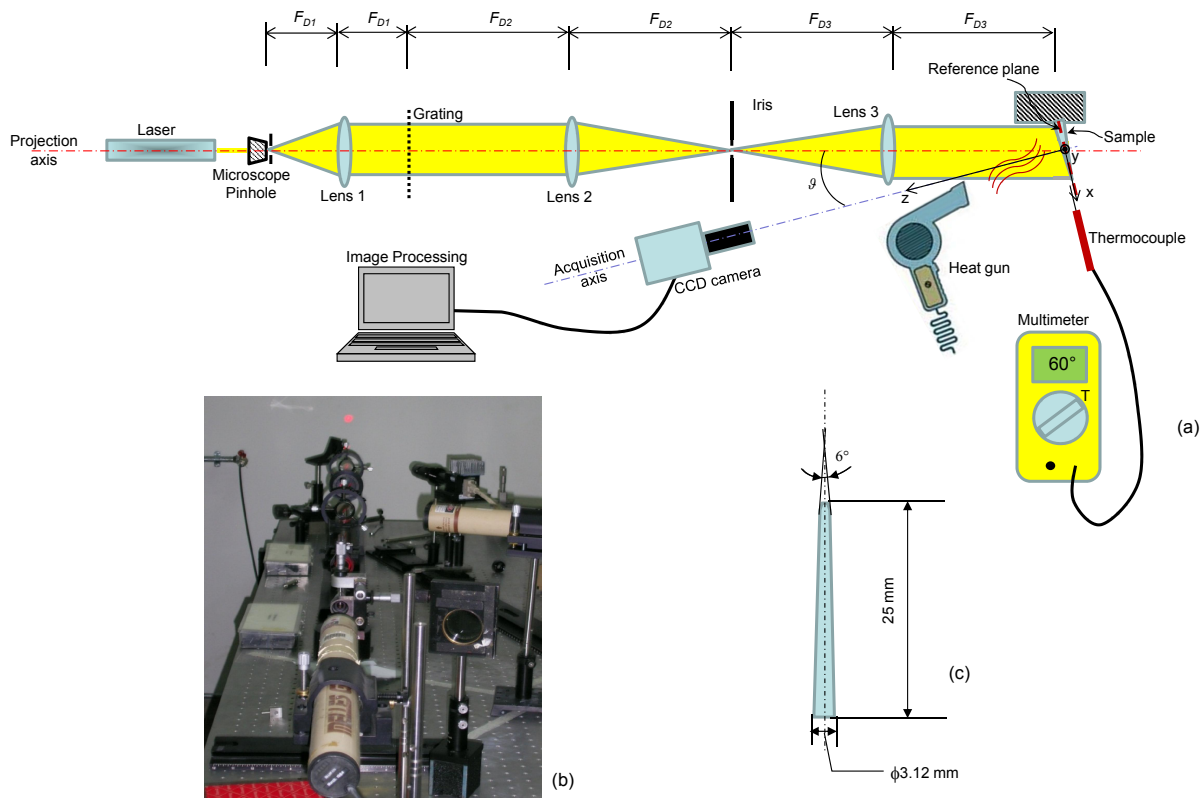 F_D1 F_D1 F_D2 F_D2 F_D3 F_D3
Reference plane
Projection axis
Laser
Microscope
Pinhole
Lens 1
Grating
Lens 2
Iris
Lens 3
ϑ
z
y
x
Sample
Thermocouple
Image Processing
Acquisition
axis
CCD camera
Heat gun
Multimeter
60°
T
(a)
6°
25 mm
(c)
ϕ3.12 mm
(b)